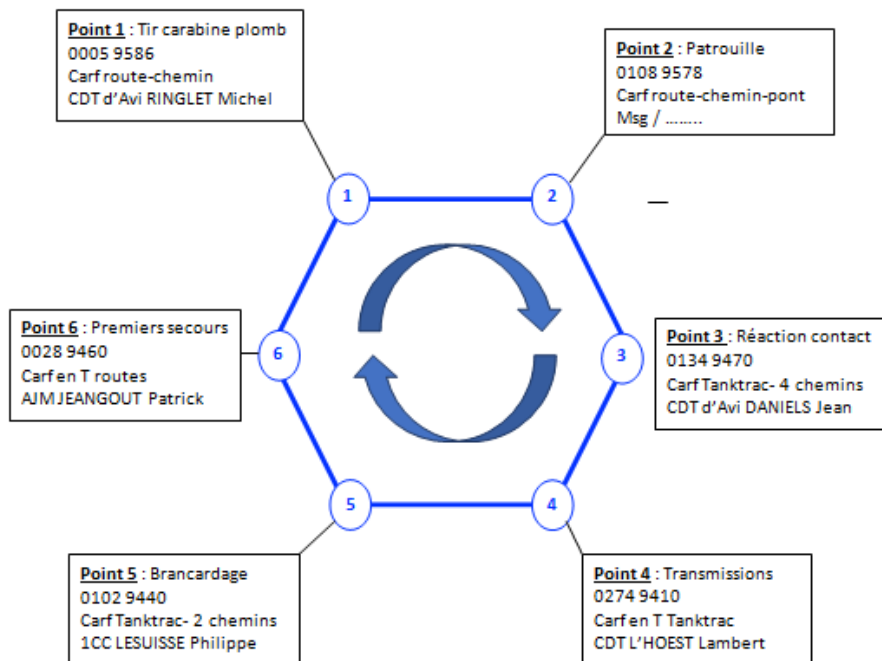 Point 1 : Tir carabine plomb
0005 9586
Carf route-chemin
CDT d'Avi RINGLET Michel
Point 2 : Patrouille
0108 9578
Carf route-chemin-pont
Msg / ........
1
2
Point 6 : Premiers secours
0028 9460
Carf en T routes
AJM JEANGOUT Patrick
6
3
Point 3 : Réaction contact
0134 9470
Carf Tanktrac- 4 chemins
CDT d'Avi DANIELS Jean
5
4
Point 5 : Brancardage
0102 9440
Carf Tanktrac- 2 chemins
1CC LESUISSE Philippe
Point 4 : Transmissions
0274 9410
Carf en T Tanktrac
CDT L'HOEST Lambert